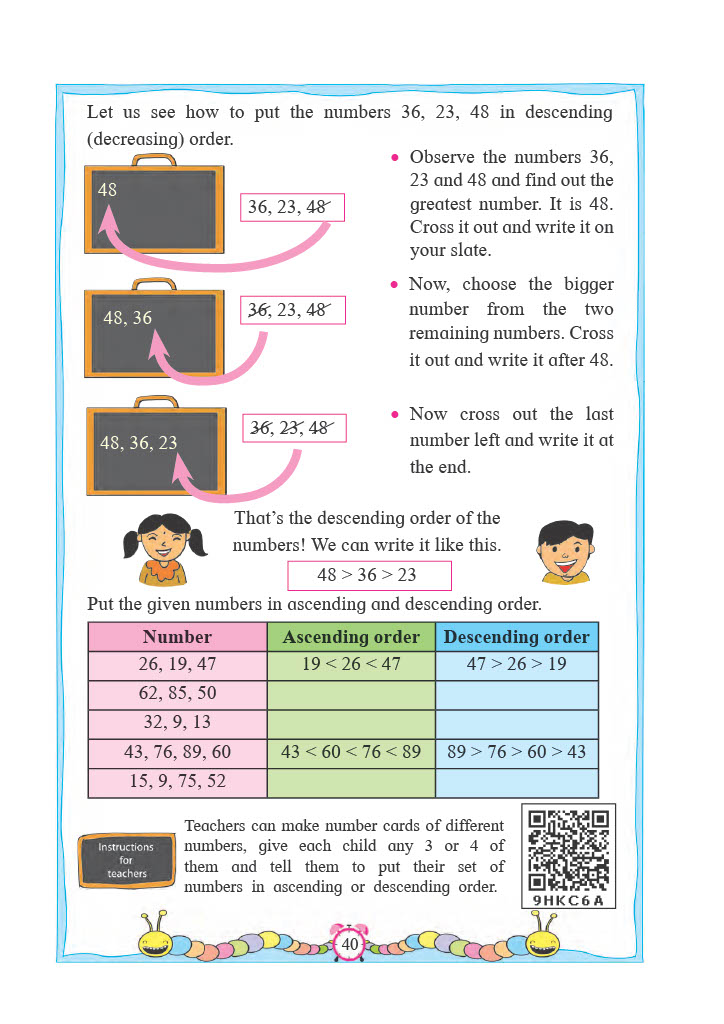 Let us see how to put the numbers 36, 23, 48 in descending
(decreasing) order.
48
36, 23, 48
• Observe the numbers 36,
23 and 48 and find out the
greatest number. It is 48.
Cross it out and write it on
your slate.
48, 36
36, 23, 48
• Now, choose the bigger
number from the two
remaining numbers. Cross
it out and write it after 48.
48, 36, 23
36, 23, 48
• Now cross out the last
number left and write it at
the end.
That's the descending order of the
numbers! We can write it like this.
48 > 36 > 23
Put the given numbers in ascending and descending order.
Number Ascending order Descending order
26, 19, 47 19 < 26 < 47 47 > 26 > 19
62, 85, 50
32, 9, 13
43, 76, 89, 60 43 < 60 < 76 < 89 89 > 76 > 60 > 43
15, 9, 75, 52
Instructions
for
teachers
Teachers can make number cards of different
numbers, give each child any 3 or 4 of
them and tell them to put their set of
numbers in ascending or descending order.
9HKC6A
40